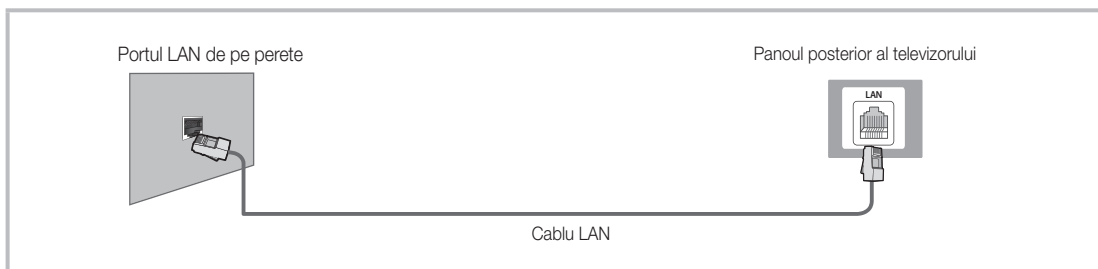 Portul LAN de pe perete
Panoul posterior al televizorului
LAN
Cablu LAN